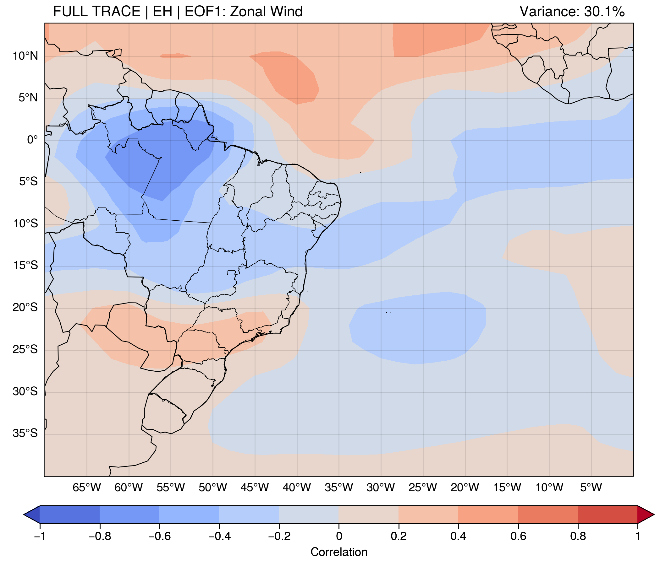 FULL TRACE | EH | EOF1: Zonal Wind Variance: 30.1%
10°N
5°N
0°
5°S
10°S
15°S
20°S
25°S
30°S
35°S
65°W 60°W 55°W 50°W 45°W 40°W 35°W 30°W 25°W 20°W 15°W 10°W 5°W
−1 −0.8 −0.6 −0.4 −0.2 0 0.2 0.4 0.6 0.8 1
Correlation